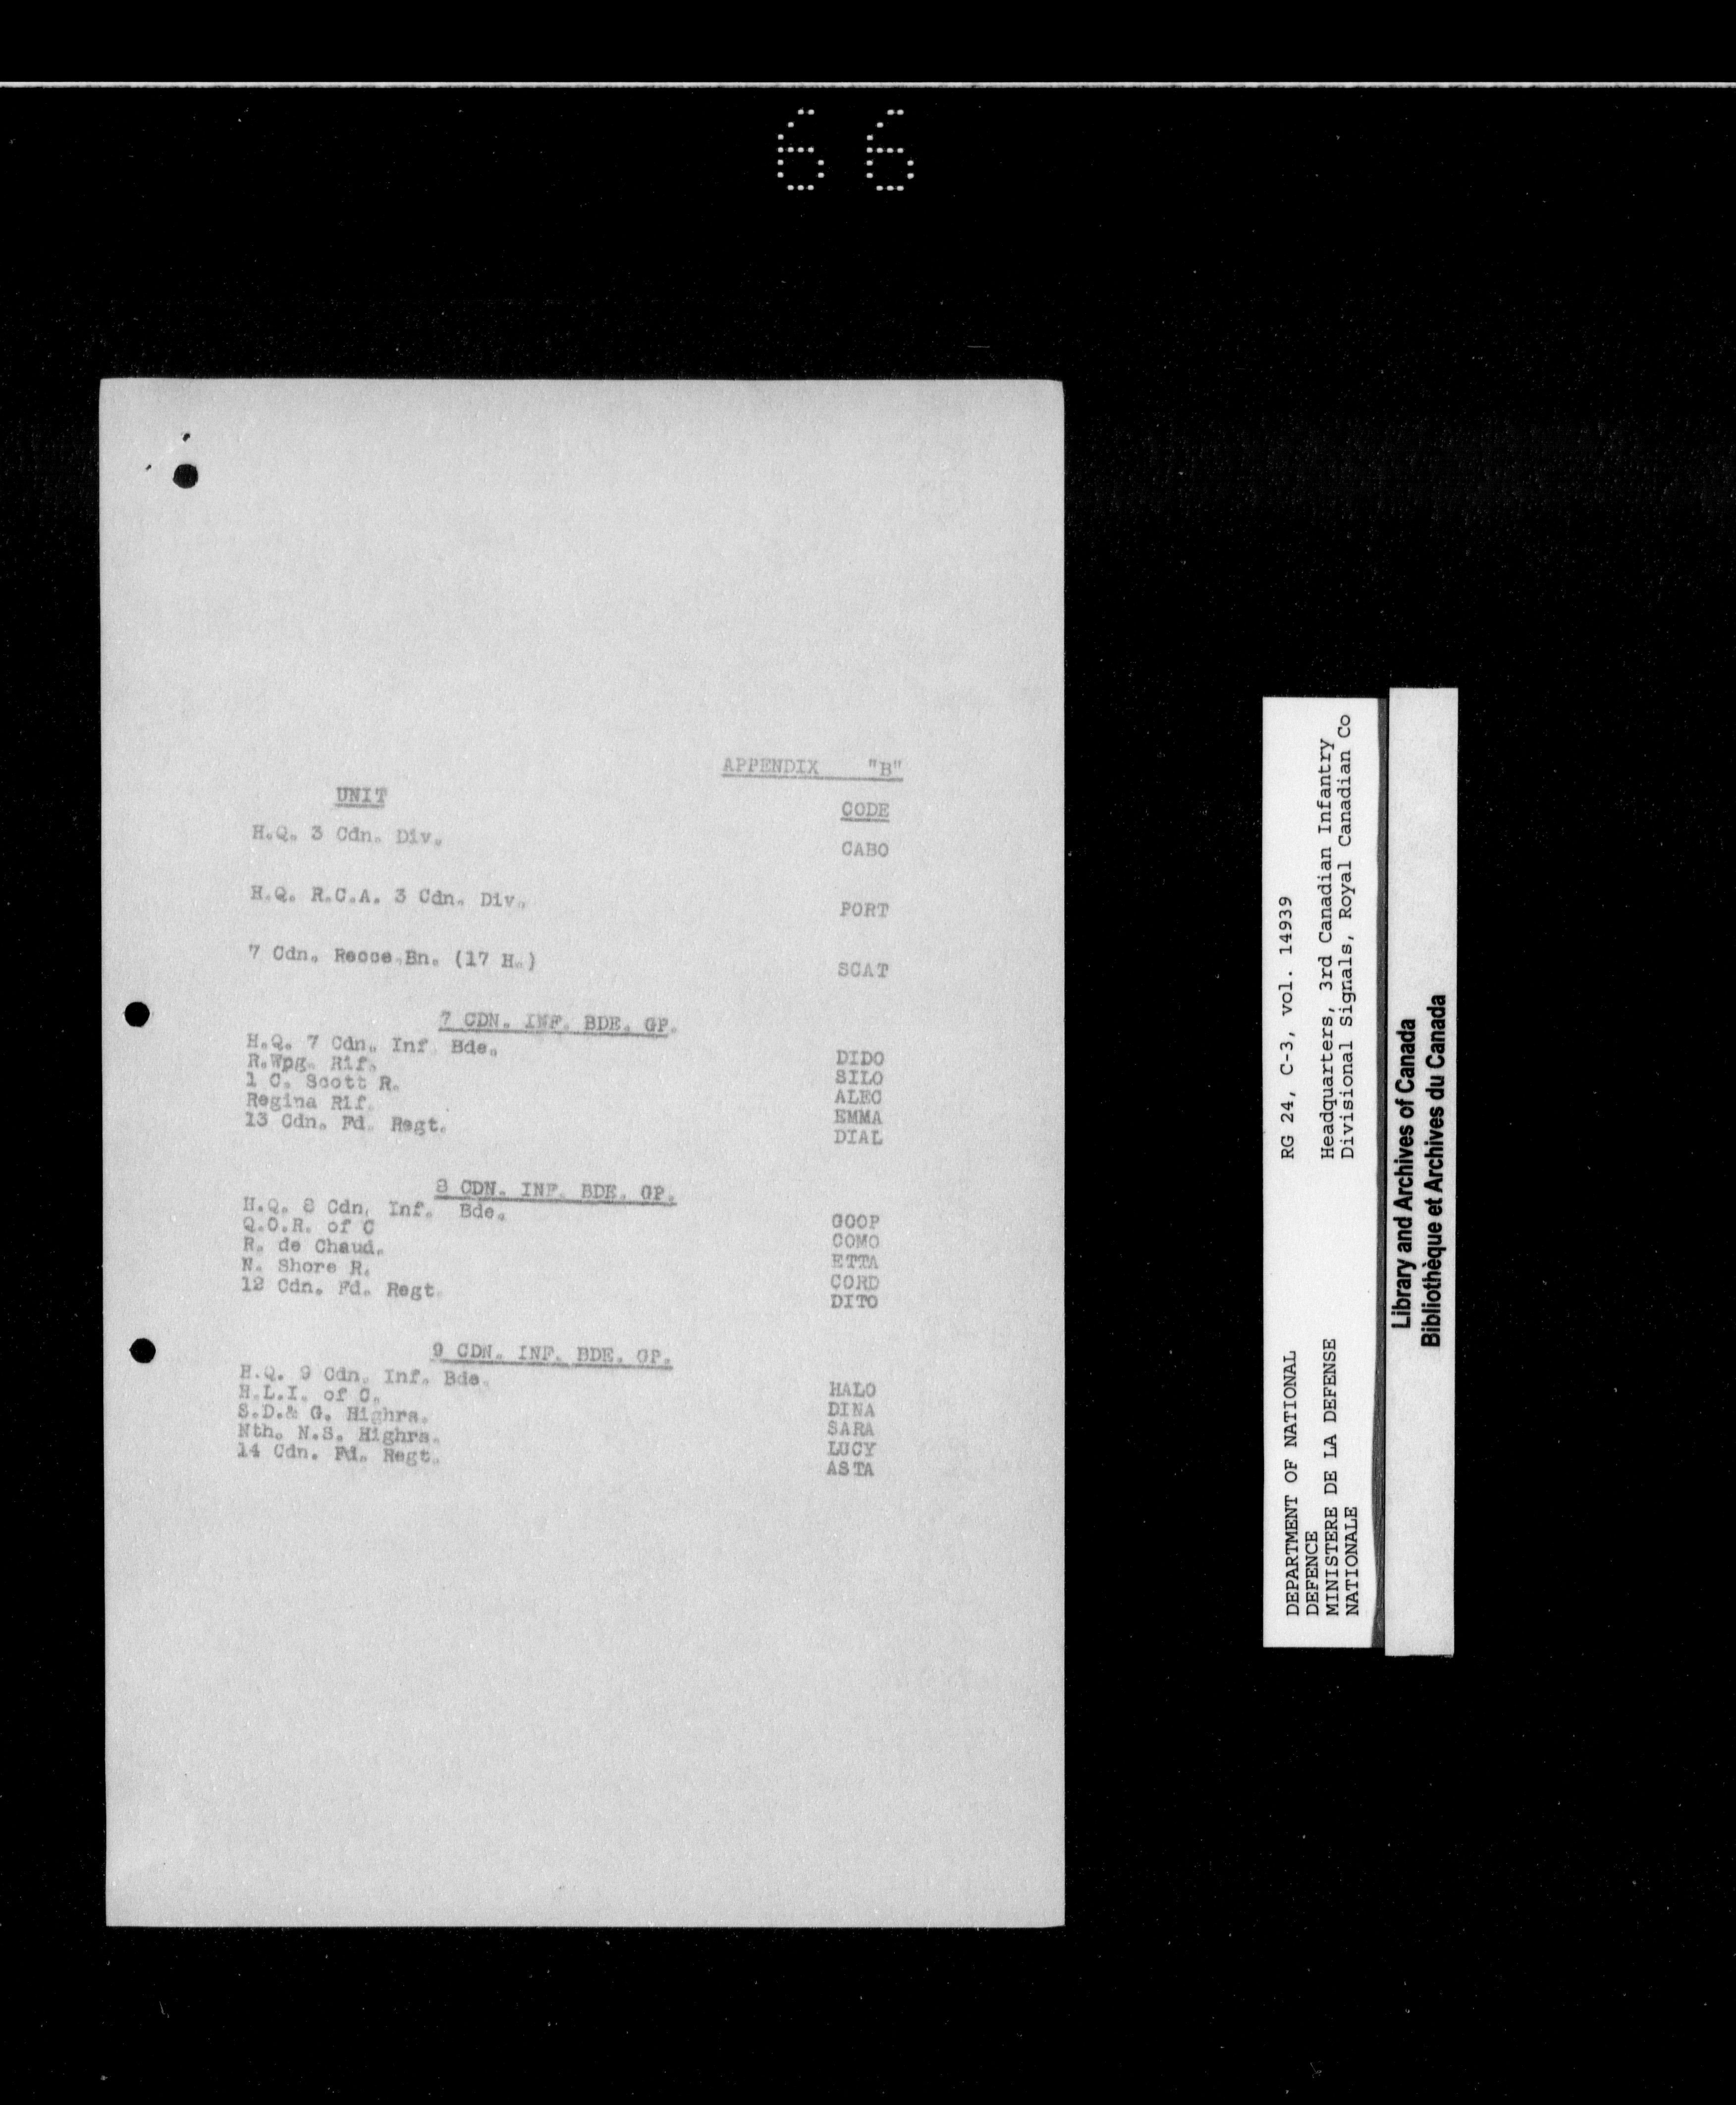 66
APPENDIX "B"
UNIT CODE
H.Q. 3 Cdn. Div. CABO
H.Q. R.C.A. 3 Cdn. Div. PORT
7 Cdn. Recce.Bn. (17 H.) SCAT
7 CDN. INF. BDE. GP.
H.Q. 7 Cdn. Inf. Bde. DIDO
R.Wpg. Rif. SILO
1 C. Scott R. ALEC
Regina Rif. EMMA
13 Cdn. Fd. Regt. DIAL
8 CDN. INF. BDE. GP.
H.Q. 8 Cdn. Inf. Bde. GOOP
Q.O.R. of C COMO
R. de Chaud. ETTA
N. Shore R. CORD
12 Cdn. Fd. Regt. DITO
9 CDN. INF. BDE. GP.
H.Q. 9 Cdn. Inf. Bde. HALO
H.L.I. of C. DINA
S.D.& G. Highrs. SARA
Nth. N.S. Highrs. LUCY
14 Cdn. Fd. Regt. ASTA
DEPARTMENT OF NATIONAL RG 24, C-3, vol. 14939
DEFENCE
MINISTERE DE LA DEFENSE Headquarters, 3rd Canadian Infantry
NATIONALE Divisional Signals, Royal Canadian Co
Library and Archives of Canada
Bibliothèque et Archives du Canada